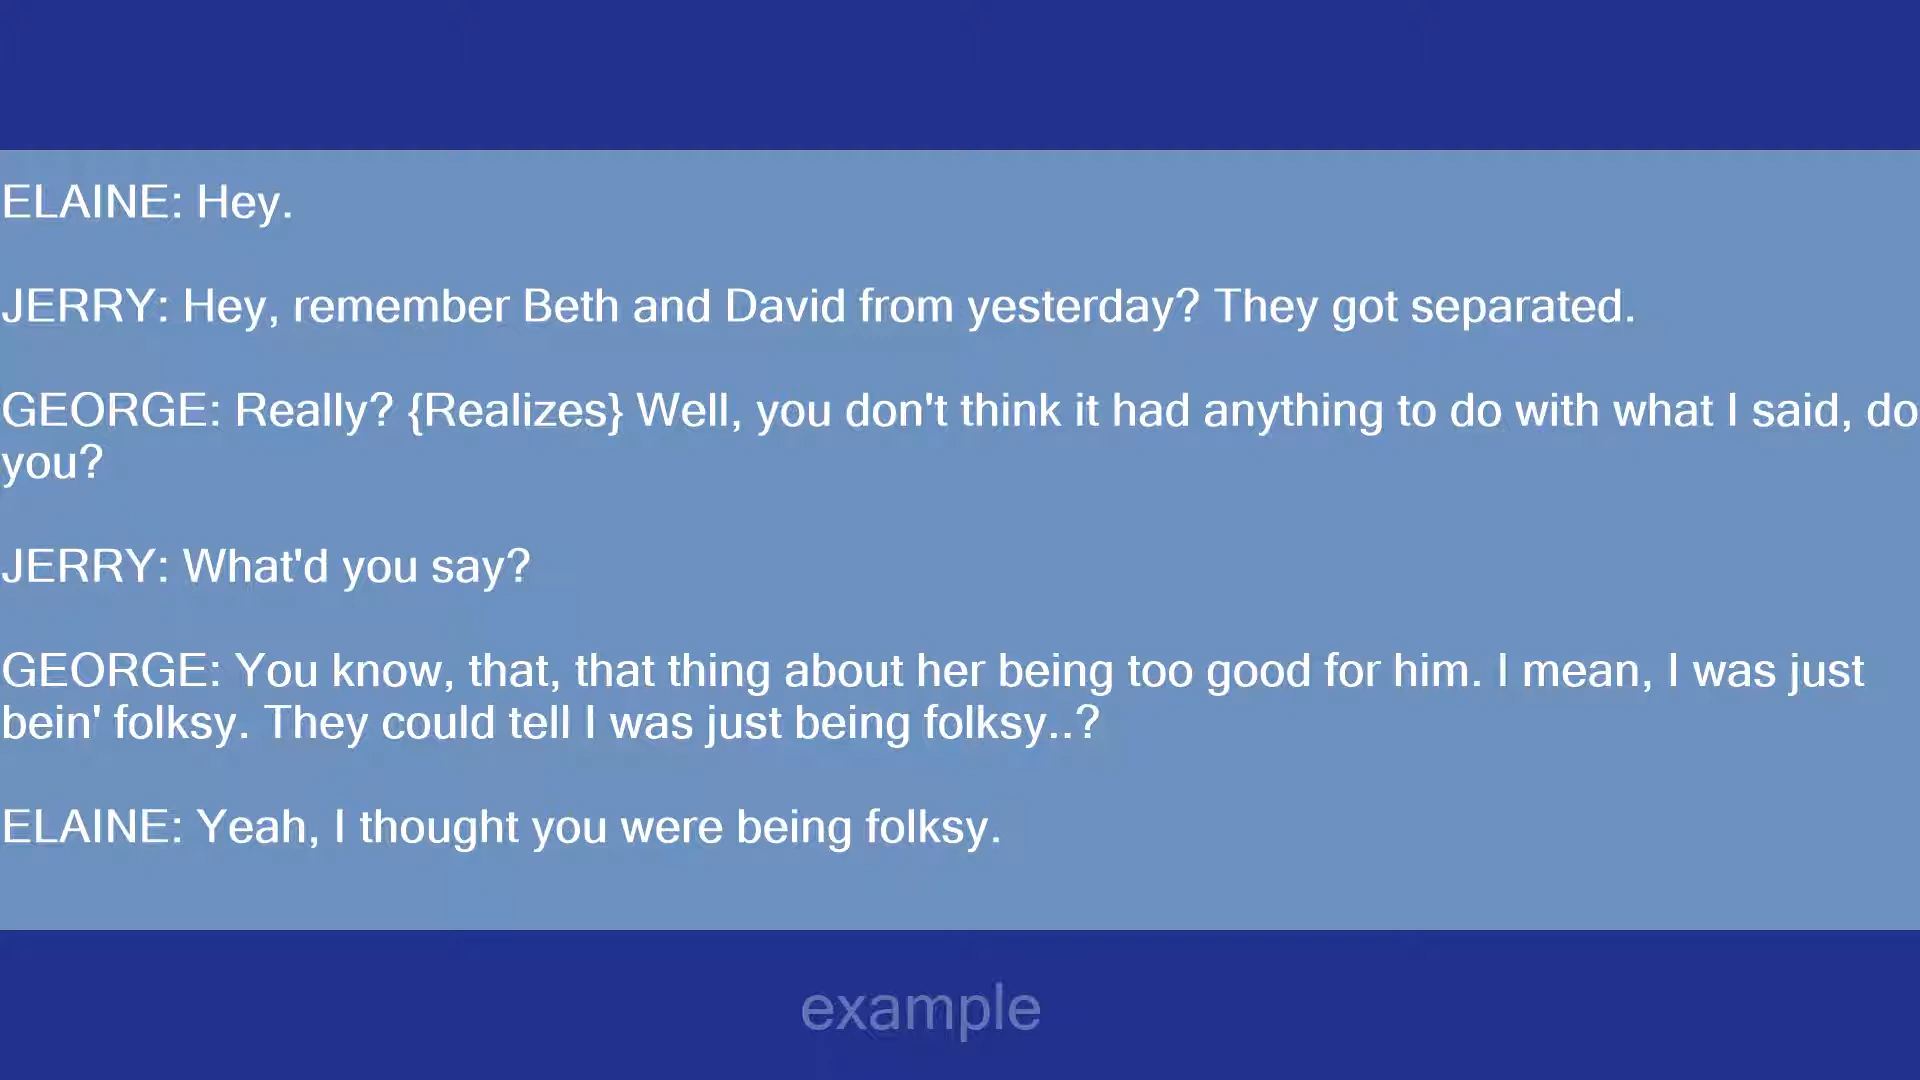 ELAINE: Hey.
JERRY: Hey, remember Beth and David from yesterday? They got separated.
GEORGE: Really? {Realizes} Well, you don't think it had anything to do with what I said, do
you?
JERRY: What'd you say?
GEORGE: You know, that, that thing about her being too good for him. I mean, I was just
bein' folksy. They could tell I was just being folksy..?
ELAINE: Yeah, I thought you were being folksy.
example